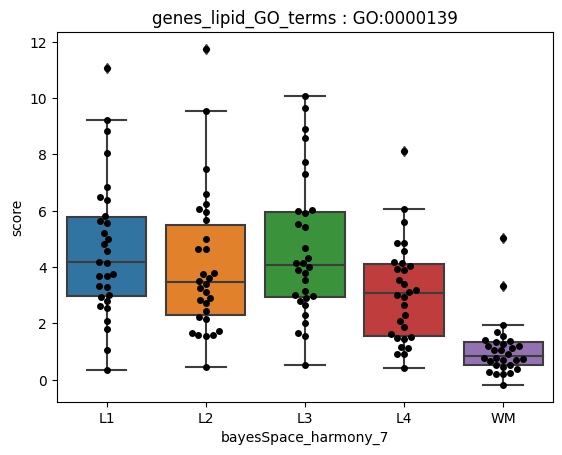 genes_lipid_GO_terms : GO:0000139
12
10
8
6
4
2
0
score
L1 L2 L3 L4 WM
bayesSpace_harmony_7